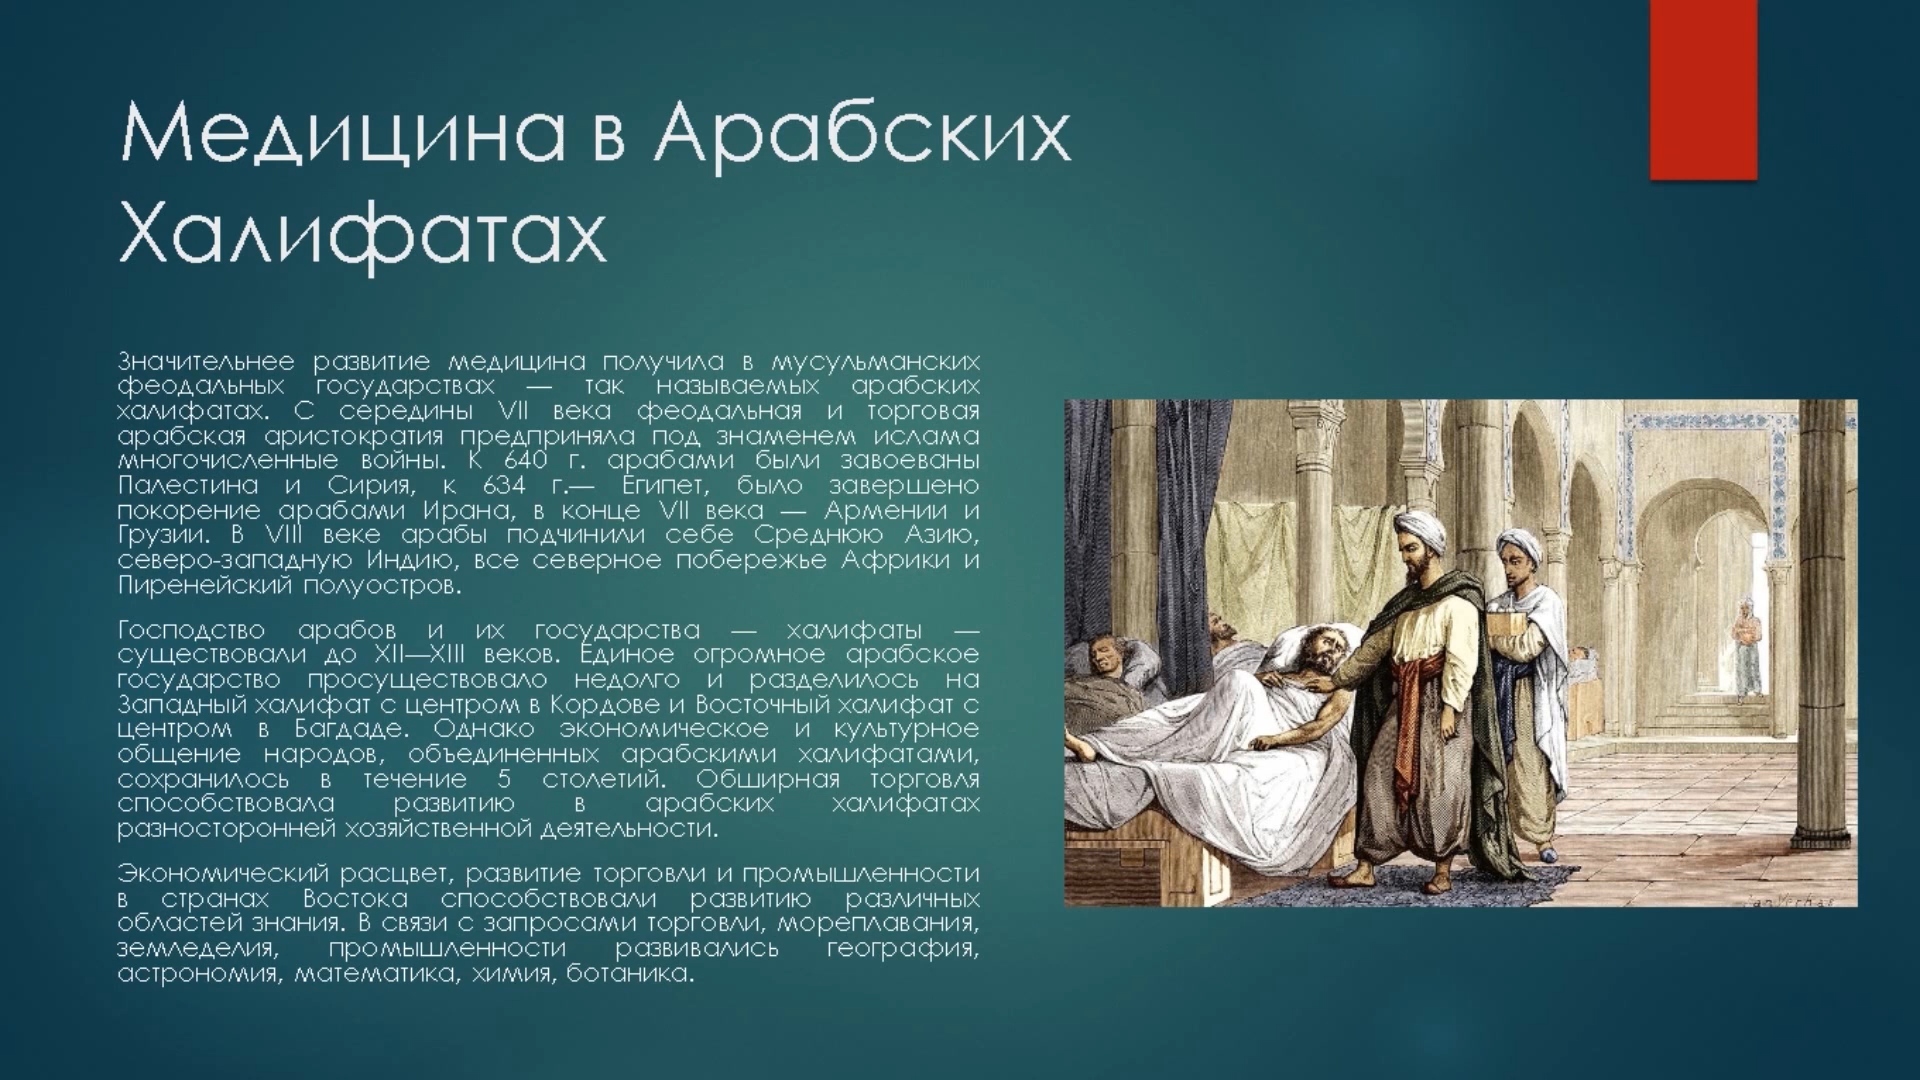 Медицина в Арабских
Халифатах
Значительнее развитие медицина получила в мусульманских
феодальных государствах — так называемых арабских
халифатах. С середины VII века феодальная и торговая
арабская аристократия предприняла под знаменем ислама
многочисленные войны. К 640 г. арабами были завоеваны
Палестина и Сирия, к 634 г.— Египет, было завершено
покорение арабами Ирана, в конце VII века — Армении и
Грузии. В VIII веке арабы подчинили себе Среднюю Азию,
северо-западную Индию, все северное побережье Африки и
Пиренейский полуостров.
Господство арабов и их государства — халифаты —
существовали до XII—XIII веков. Единое огромное арабское
государство просуществовало недолго и разделилось на
Западный халифат с центром в Кордове и Восточный халифат с
центром в Багдаде. Однако экономическое и культурное
общение народов, объединенных арабскими халифатами,
сохранилось в течение 5 столетий. Обширная торговля
способствовала развитию в арабских халифатах
разносторонней хозяйственной деятельности.
Экономический расцвет, развитие торговли и промышленности
в странах Востока способствовали развитию различных
областей знания. В связи с запросами торговли, мореплавания,
земледелия, промышленности развивались география,
астрономия, математика, химия, ботаника.